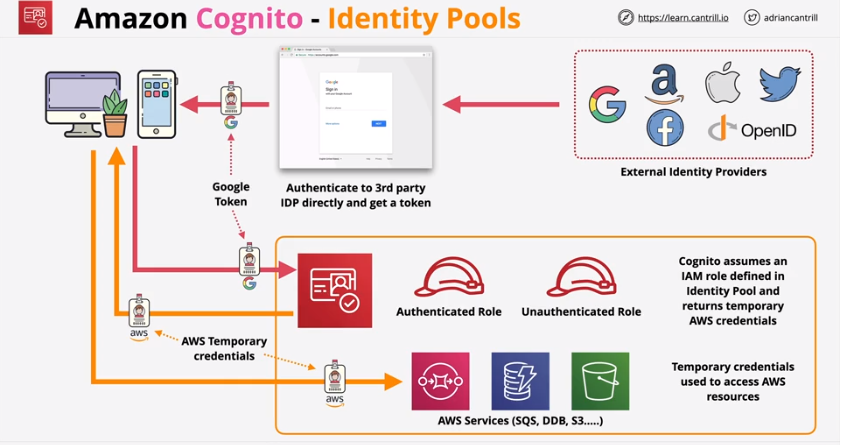 Amazon Cognito - Identity Pools
https://learn.cantrill.io
adriancantrill
Google
Sign in
OpenID
External Identity Providers
Google
Token
Authenticate to 3rd party
IDP directly and get a token
Authenticated Role
Unauthenticated Role
Cognito assumes an
IAM role defined in
Identity Pool and
returns temporary
AWS credentials
aws
AWS Temporary
credentials
aws
AWS Services (SQS, DDB, S3.....)
Temporary credentials
used to access AWS
resources